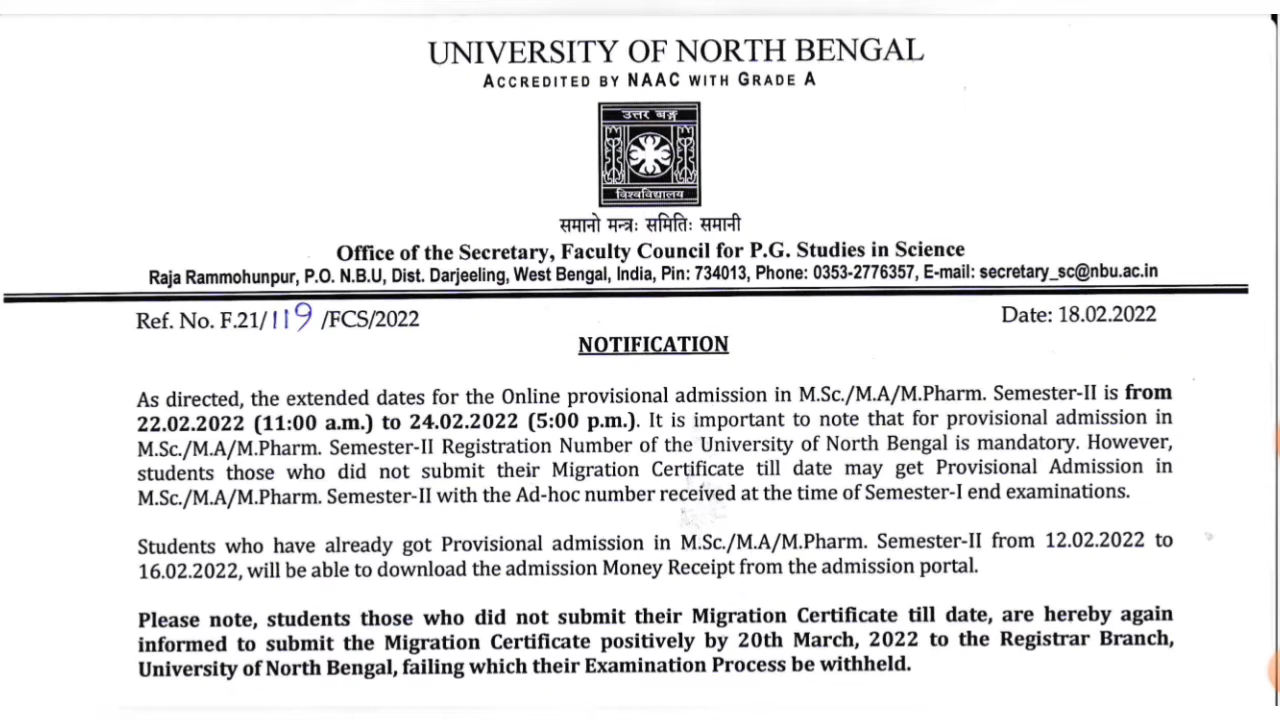 UNIVERSITY OF NORTH BENGAL
ACCREDITED BY NAAC WITH GRADE A
उत्तर बङ्ग
विश्वविद्यालय
समानो मन्त्रः समितिः समानी
Office of the Secretary, Faculty Council for P.G. Studies in Science
Raja Rammohunpur, P.O. N.B.U, Dist. Darjeeling, West Bengal, India, Pin: 734013, Phone: 0353-2776357, E-mail: secretary_sc@nbu.ac.in
Ref. No. F.21/119 /FCS/2022 Date: 18.02.2022
NOTIFICATION
As directed, the extended dates for the Online provisional admission in M.Sc./M.A/M.Pharm. Semester-II is from
22.02.2022 (11:00 a.m.) to 24.02.2022 (5:00 p.m.). It is important to note that for provisional admission in
M.Sc./M.A/M.Pharm. Semester-II Registration Number of the University of North Bengal is mandatory. However,
students those who did not submit their Migration Certificate till date may get Provisional Admission in
M.Sc./M.A/M.Pharm. Semester-II with the Ad-hoc number received at the time of Semester-I end examinations.
Students who have already got Provisional admission in M.Sc./M.A/M.Pharm. Semester-II from 12.02.2022 to
16.02.2022, will be able to download the admission Money Receipt from the admission portal.
Please note, students those who did not submit their Migration Certificate till date, are hereby again
informed to submit the Migration Certificate positively by 20th March, 2022 to the Registrar Branch,
University of North Bengal, failing which their Examination Process be withheld.